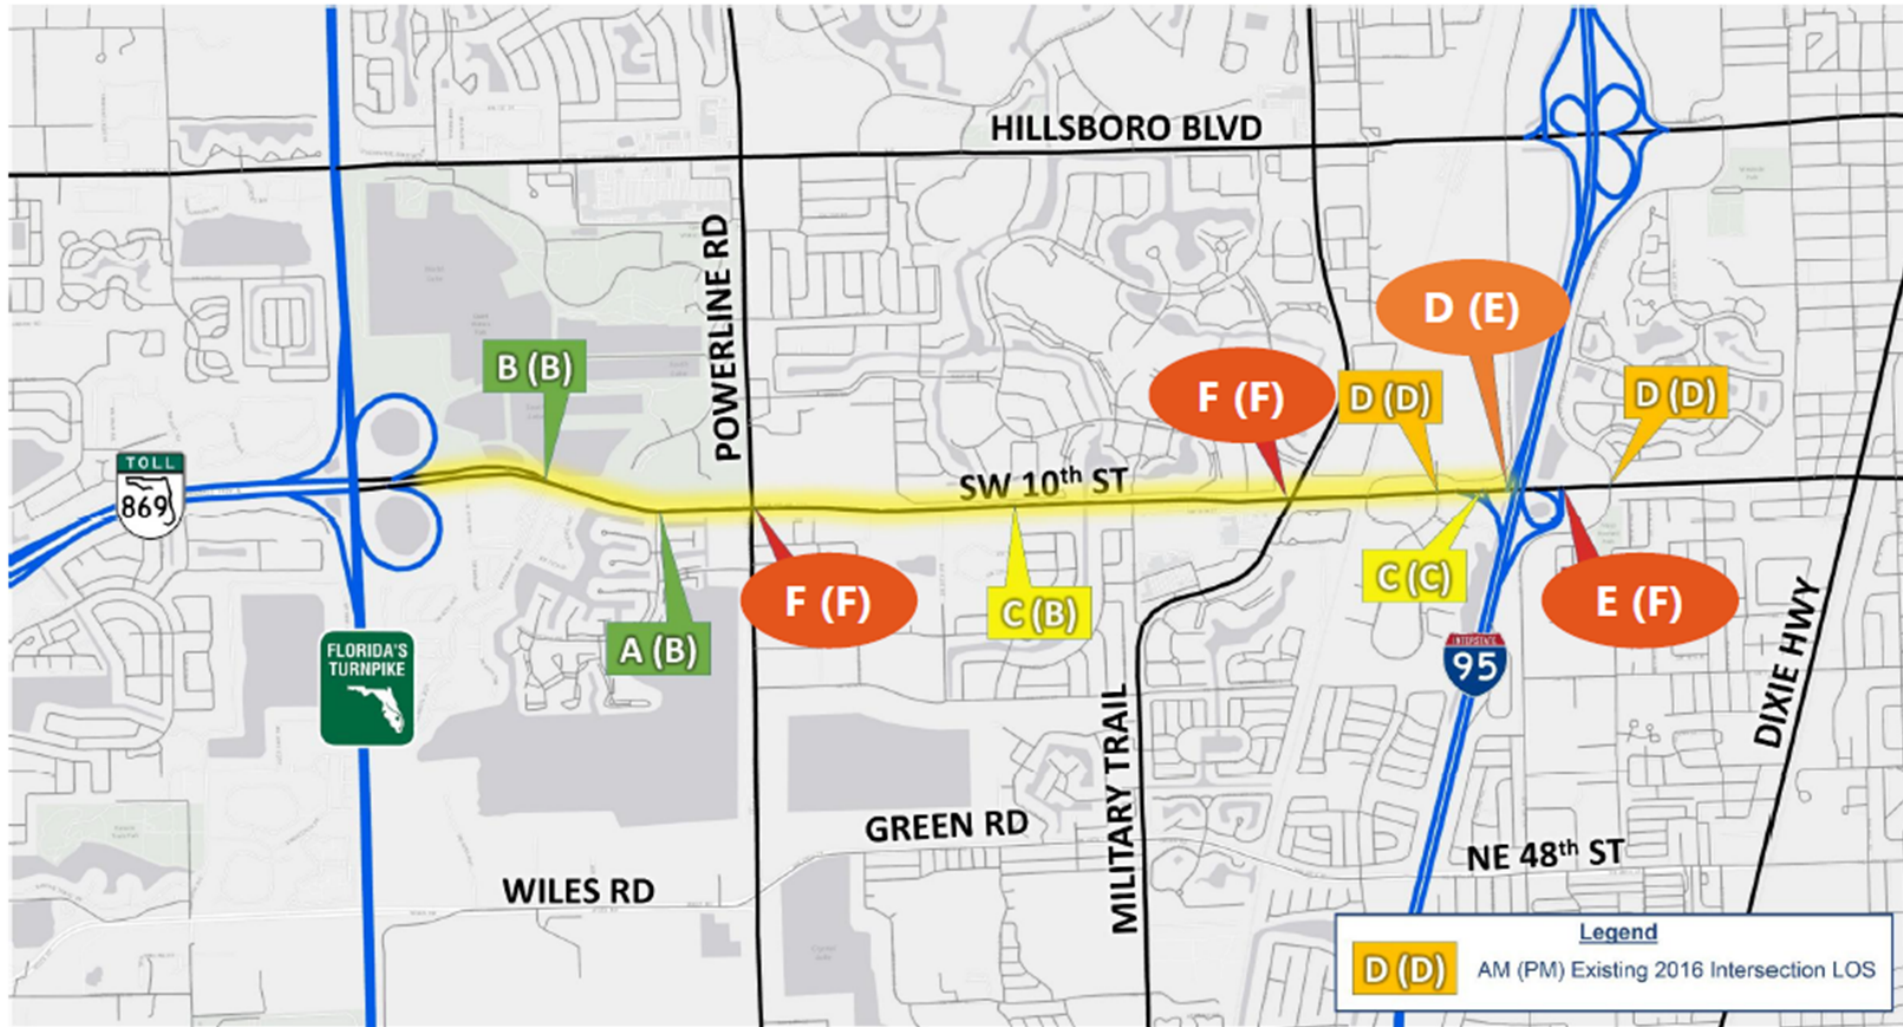 HILLSBORO BLVD
POWERLINE RD
D (E)
B (B)
F (F)
D (D)
D (D)
TOLL
869
SW 10th ST
F (F)
C (B)
C (C)
E (F)
A (B)
FLORIDA'S
TURNPIKE
INTERSTATE
95
DIXIE HWY
MILITARY TRAIL
GREEN RD
NE 48th ST
WILES RD
Legend
D (D)
AM (PM) Existing 2016 Intersection LOS